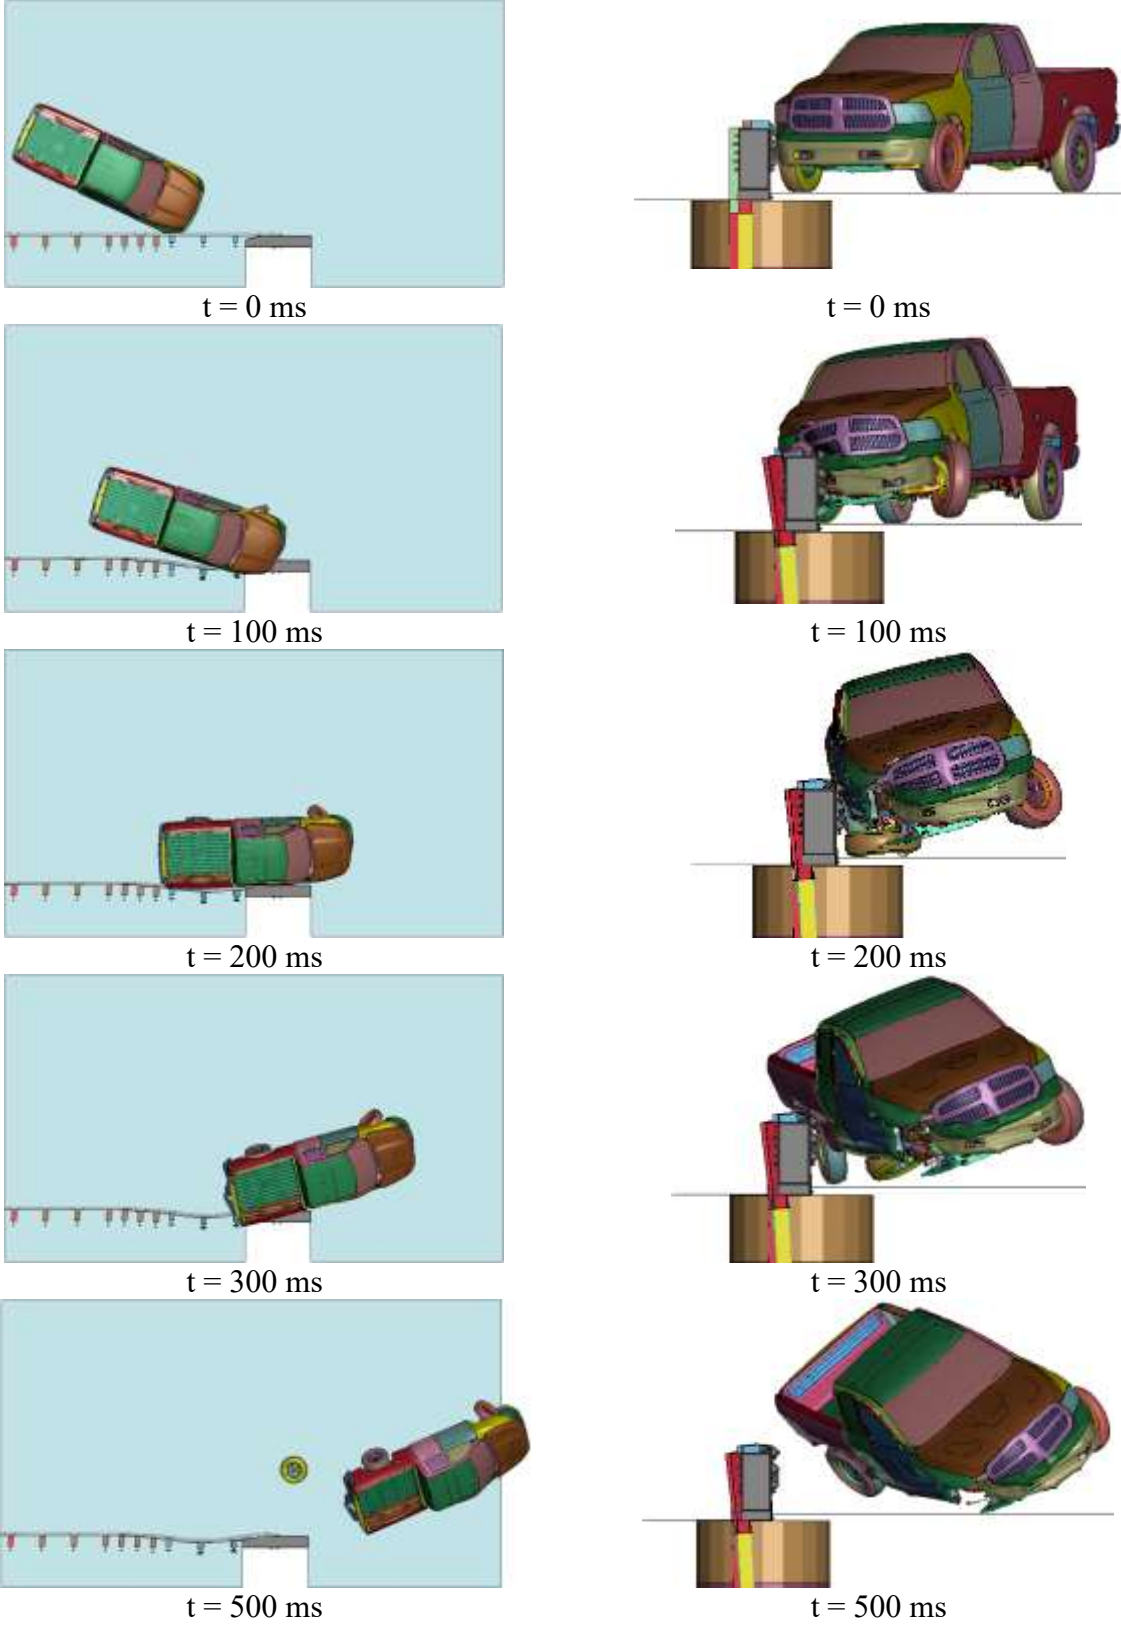 t = 0 ms
t = 0 ms
t = 100 ms
t = 100 ms
t = 200 ms
t = 200 ms
t = 300 ms
t = 300 ms
t = 500 ms
t = 500 ms